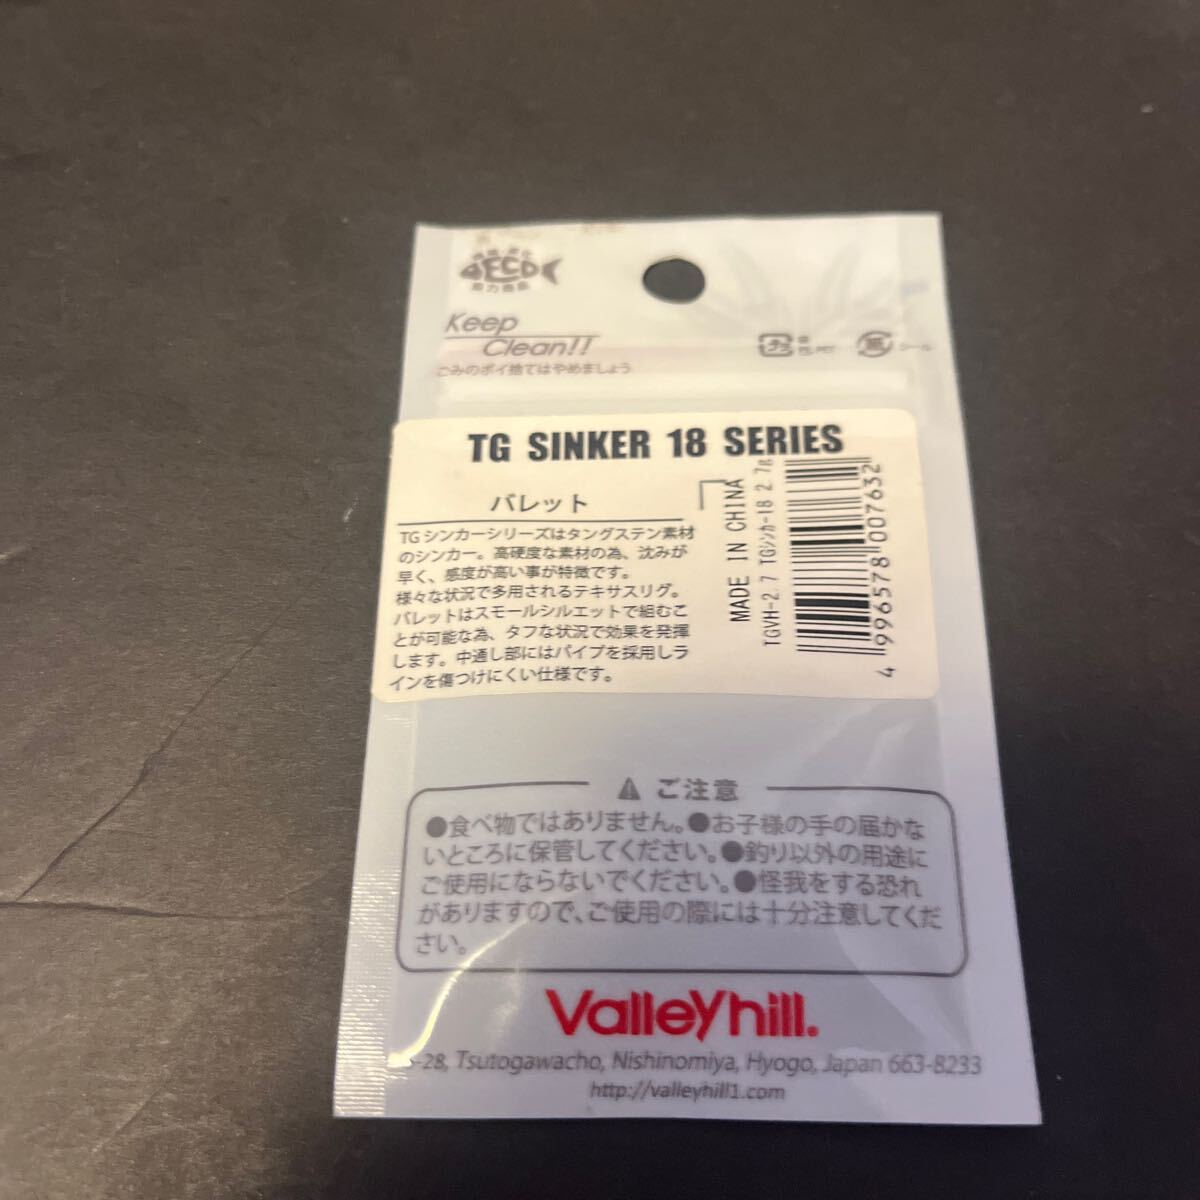 ECO
協力商品
Keep
Clean!!
ごみのポイ捨てはやめましょう
プラ
PE, PET
紙
シール
TG SINKER 18 SERIES
バレット
TGシンカーシリーズはタングステン素材
のシンカー。高硬度な素材の為、沈みが
早く、感度が高い事が特徴です。
様々な状況で多用されるテキサスリグ。
バレットはスモールシルエットで組むこ
とが可能な為、タフな状況で効果を発揮
します。中通し部にはパイプを採用しラ
インを傷つけにくい仕様です。
MADE IN CHINA
TGVH-2.7 TGシンカー18 2.7g
4 996578 007632
ご注意
●食べ物ではありません。●お子様の手の届かな
いところに保管してください。●釣り以外の用途に
ご使用にならないでください。●怪我をする恐れ
がありますので、ご使用の際には十分注意してくだ
さい。
Valleyhill.
-28, Tsutogawacho, Nishinomiya, Hyogo, Japan 663-8233
http://valleyhill1.com